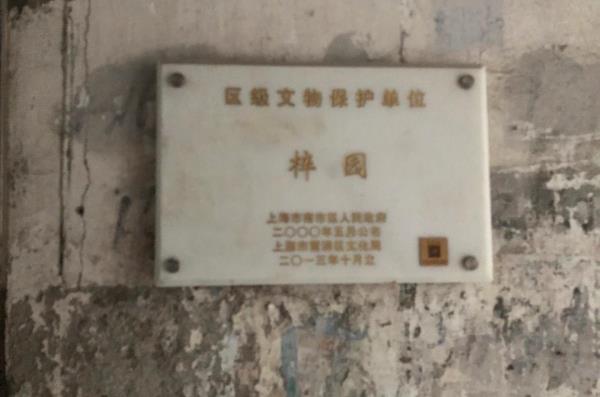 区级文物保护单位
梓园
上海市南市区人民政府
二〇〇〇年五月公布
上海市黄浦区文化局
二〇一三年十月立